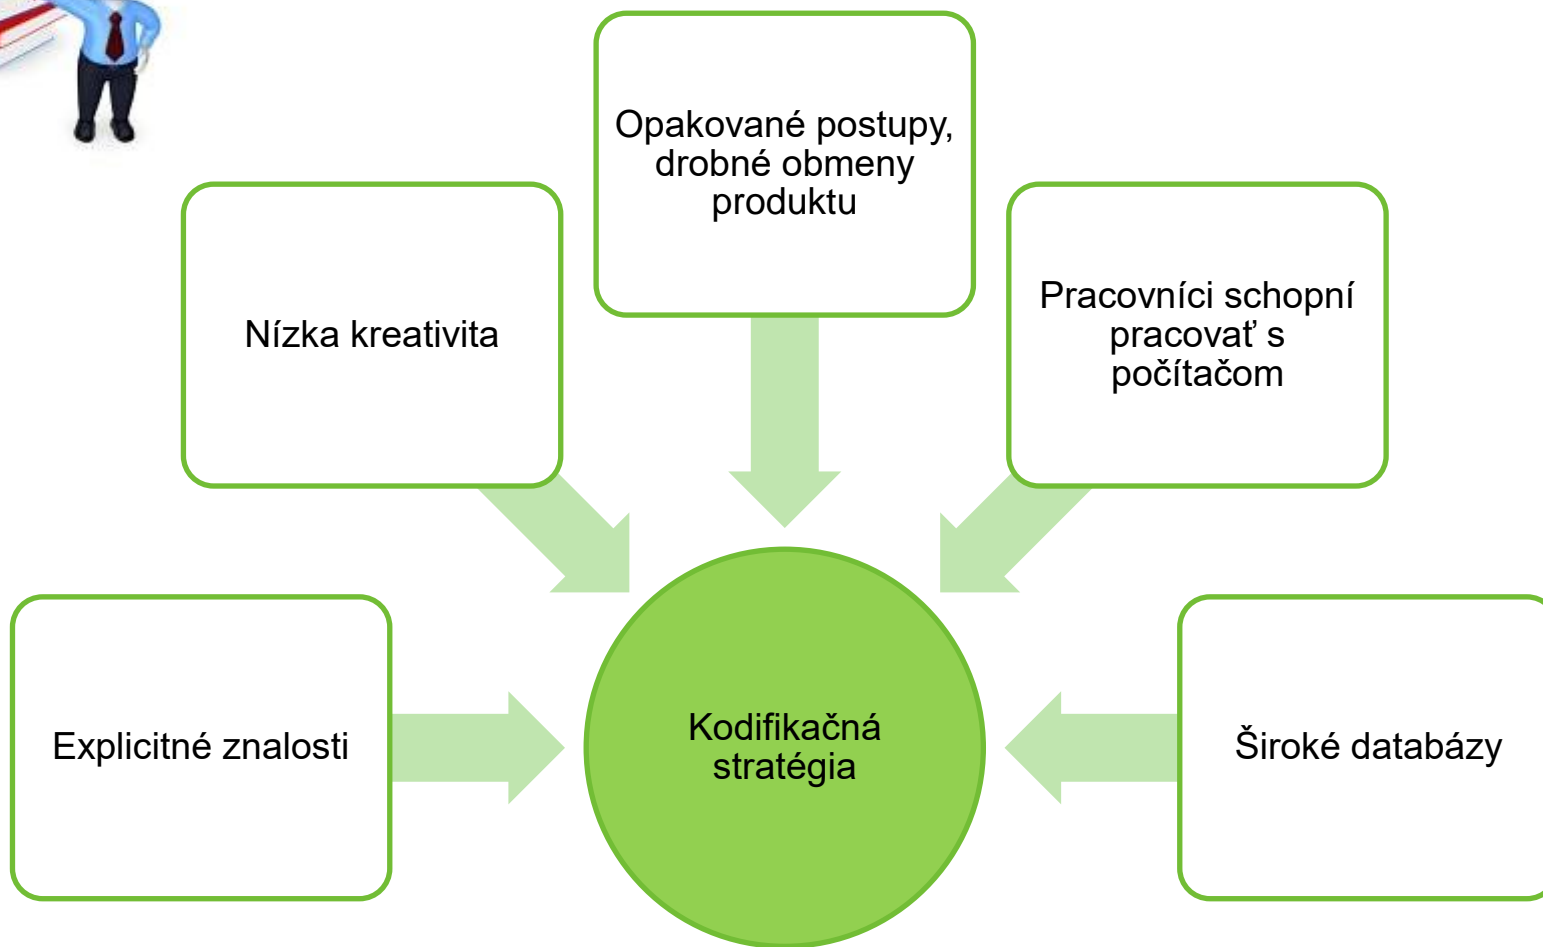 Opakované postupy,
drobné obmeny
produktu
Nízka kreativita
Pracovníci schopní
pracovať s
počítačom
Explicitné znalosti
Kodifikačná
stratégia
Široké databázy